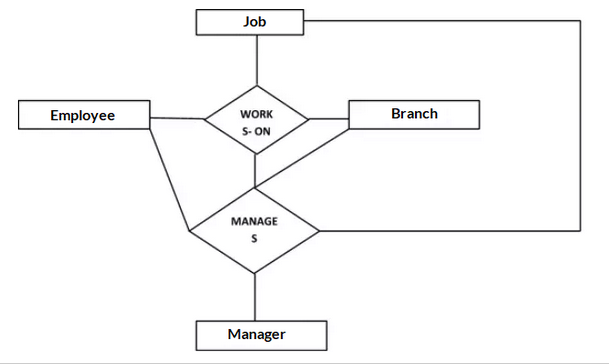 Job
Employee
WORK
S- ON
Branch
MANAGE
S
Manager